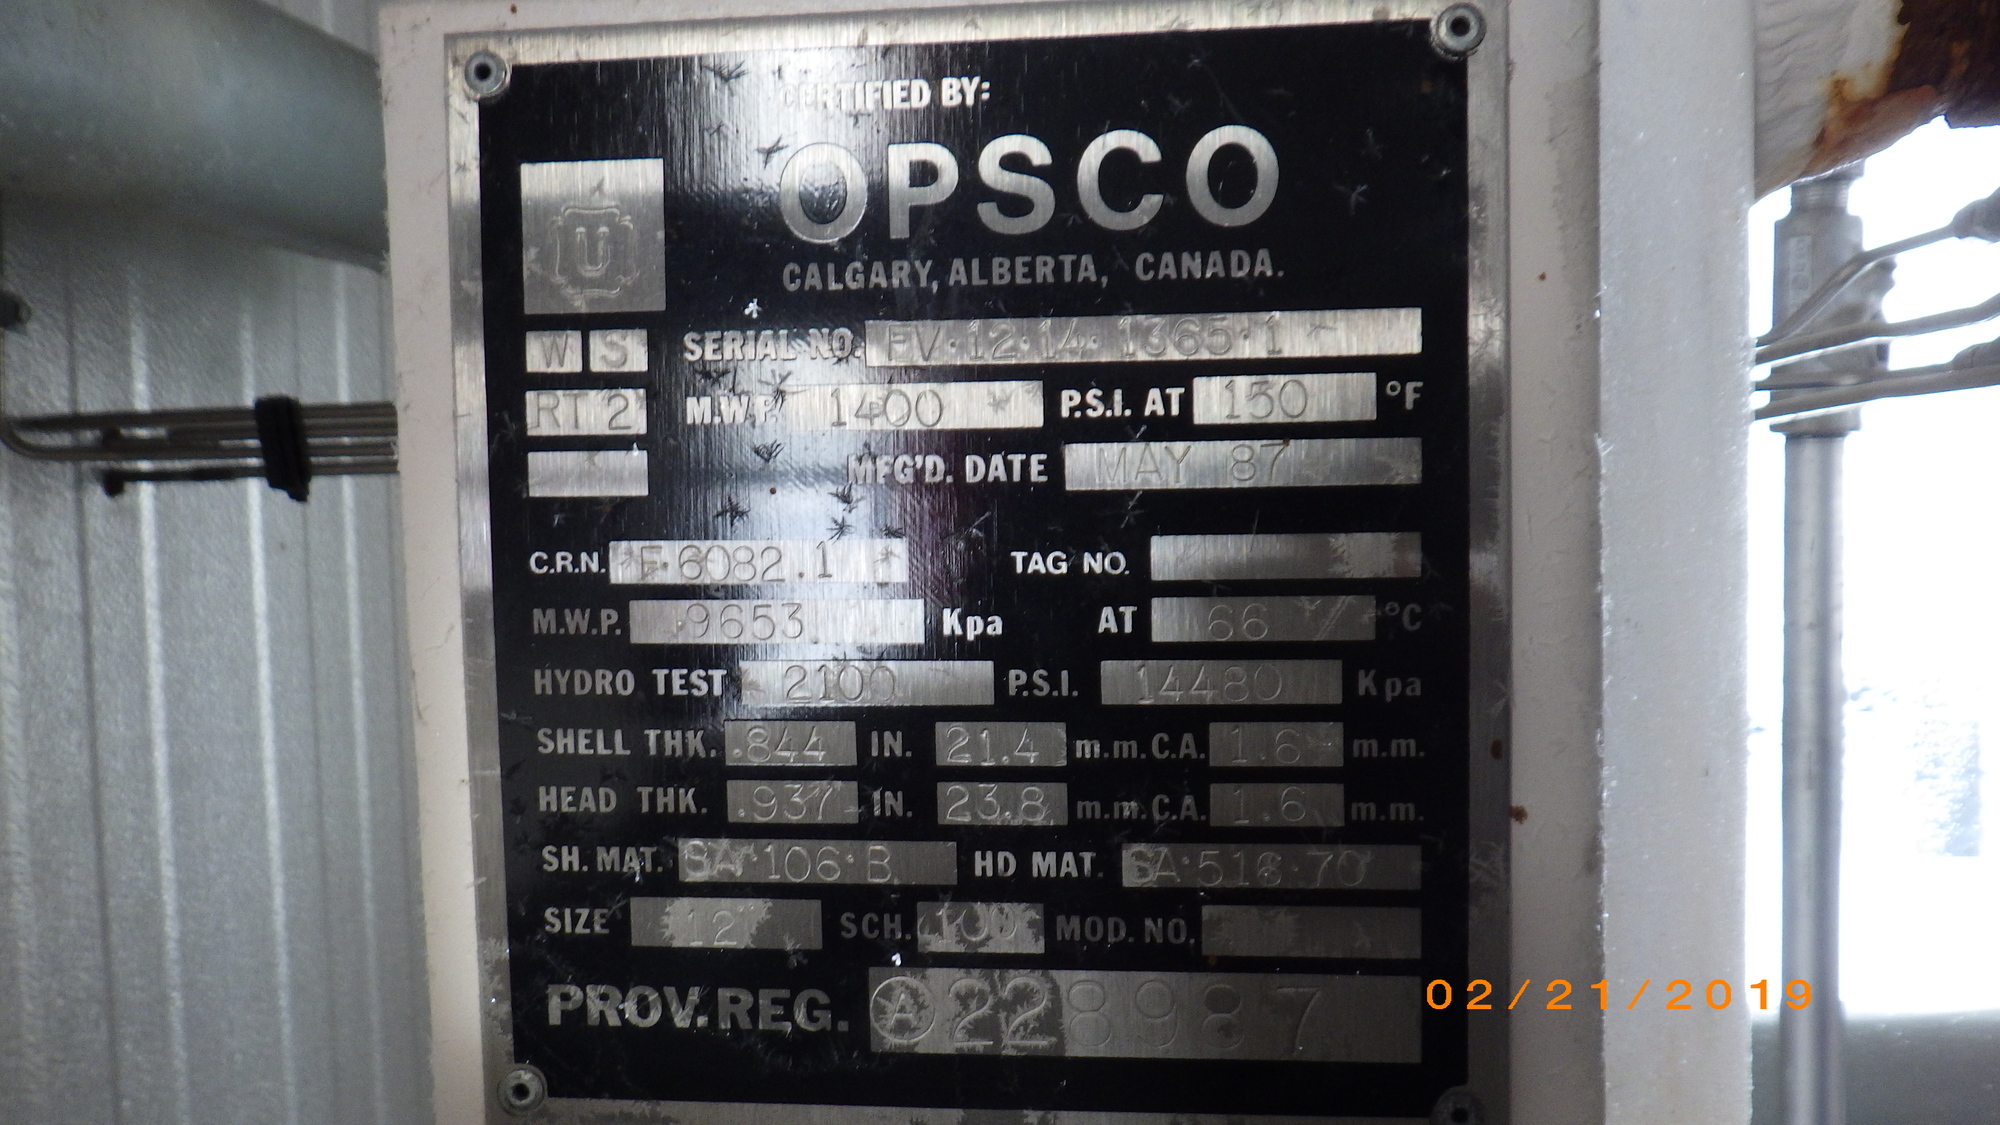 CERTIFIED BY:
OPSCO
CALGARY, ALBERTA, CANADA.
U
W S SERIAL NO. FV·12·14·1365·1
RT 2 M.W.P. 1400 P.S.I. AT 150 °F
MFG'D. DATE MAY 87
C.R.N. F·6082.1 TAG NO.
M.W.P. 9653 Kpa AT 66 °C
HYDRO TEST 2100 P.S.I. 14480 Kpa
SHELL THK. .844 IN. 21.4 m.m. C.A. 1.6 m.m.
HEAD THK. .937 IN. 23.8 m.m. C.A. 1.6 m.m.
SH. MAT. SA·106·B HD MAT. SA·516·70
SIZE 12" SCH. 100 MOD. NO.
PROV. REG. A 228987
02/21/2019